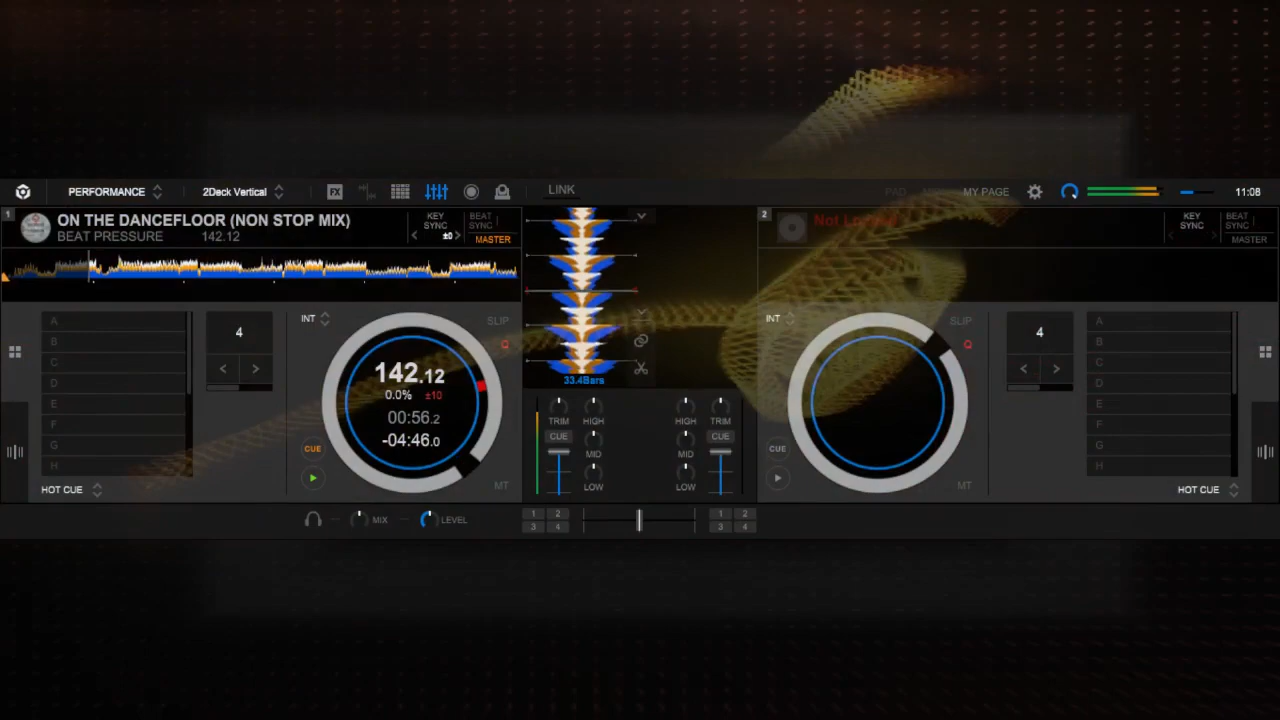 PERFORMANCE 2Deck Vertical FX LINK PAD MY PAGE 11:08
1 ON THE DANCEFLOOR (NON STOP MIX) KEY SYNC ±0 BEAT SYNC MASTER
BEAT PRESSURE 142.12
2 Not Loaded KEY SYNC BEAT SYNC MASTER
A
B
C
D
E
F
G
H
HOT CUE
4
INT SLIP
Q
142.12
0.0% ±10
00:56.2
-04:46.0
CUE
MT
33.4Bars
TRIM HIGH HIGH TRIM
CUE MID MID CUE
LOW LOW
INT SLIP
Q
CUE
MT
4
A
B
C
D
E
F
G
H
HOT CUE
MIX LEVEL
1 2 1 2
3 4 3 4